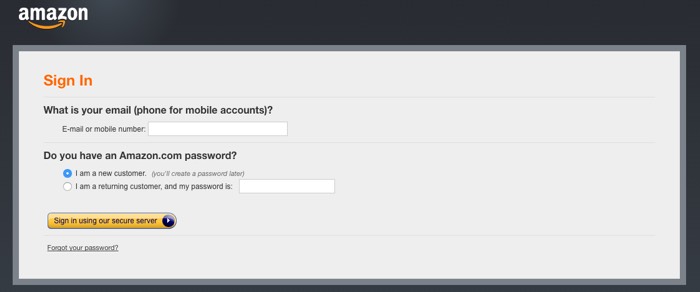 amazon
Sign In
What is your email (phone for mobile accounts)?
E-mail or mobile number:
Do you have an Amazon.com password?
I am a new customer. (you'll create a password later)
I am a returning customer, and my password is:
Sign in using our secure server
Forgot your password?